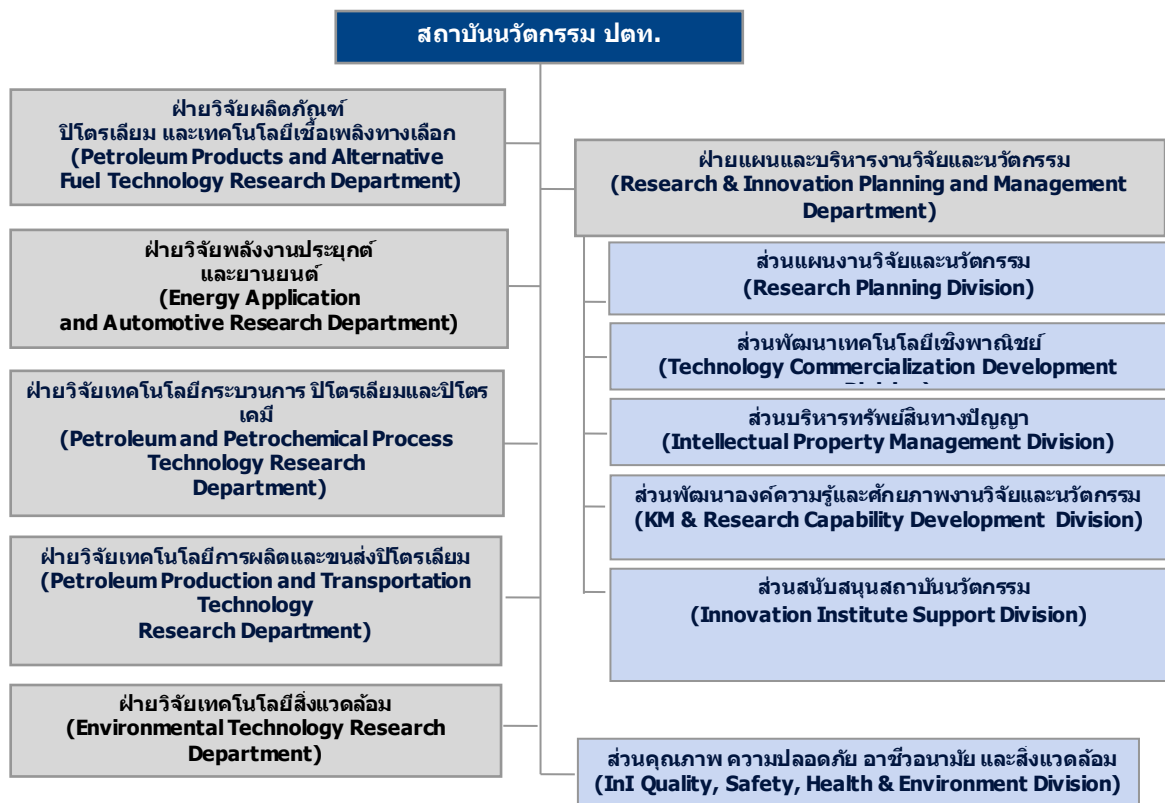 สถาบันนวัตกรรม ปตท.
ฝ่ายวิจัยผลิตภัณฑ์
ปิโตรเลียม และเทคโนโลยีเชื้อเพลิงทางเลือก
(Petroleum Products and Alternative
Fuel Technology Research Department)
ฝ่ายวิจัยพลังงานประยุกต์
และยานยนต์
(Energy Application
and Automotive Research Department)
ฝ่ายวิจัยเทคโนโลยีกระบวนการ ปิโตรเลียมและปิโตร
เคมี
(Petroleum and Petrochemical Process
Technology Research
Department)
ฝ่ายวิจัยเทคโนโลยีการผลิตและขนส่งปิโตรเลียม
(Petroleum Production and Transportation
Technology
Research Department)
ฝ่ายวิจัยเทคโนโลยีสิ่งแวดล้อม
(Environmental Technology Research
Department)
ฝ่ายแผนและบริหารงานวิจัยและนวัตกรรม
(Research & Innovation Planning and Management
Department)
ส่วนแผนงานวิจัยและนวัตกรรม
(Research Planning Division)
ส่วนพัฒนาเทคโนโลยีเชิงพาณิชย์
(Technology Commercialization Development
ส่วนบริหารทรัพย์สินทางปัญญา
(Intellectual Property Management Division)
ส่วนพัฒนาองค์ความรู้และศักยภาพงานวิจัยและนวัตกรรม
(KM & Research Capability Development Division)
ส่วนสนับสนุนสถาบันนวัตกรรม
(Innovation Institute Support Division)
ส่วนคุณภาพ ความปลอดภัย อาชีวอนามัย และสิ่งแวดล้อม
(InI Quality, Safety, Health & Environment Division)